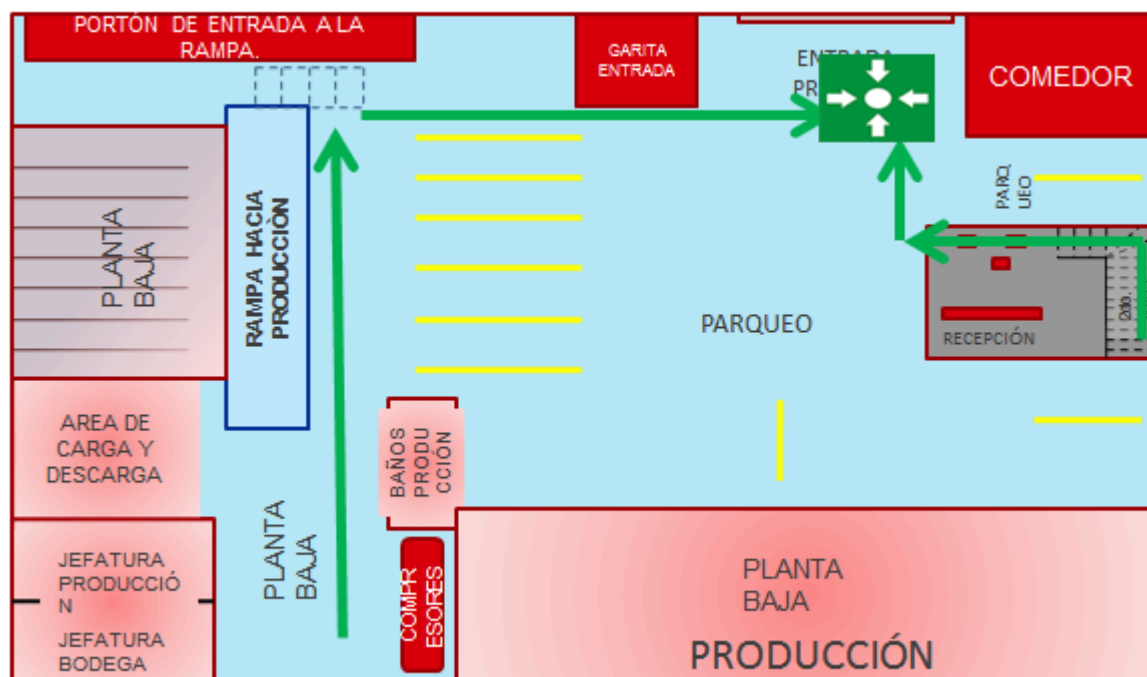 PORTÓN DE ENTRADA A LA
RAMPA.
GARITA
ENTRADA
COMEDOR
PARQ
UEO
PLANTA
BAJA
RAMPA HACIA
PRODUCCIÒN
PARQUEO
2do.
RECEPCIÓN
AREA DE
CARGA Y
DESCARGA
BAÑOS
PRODU
CCIÓN
PLANTA
BAJA
JEFATURA
PRODUCCIÓ
N
JEFATURA
BODEGA
COMPR
ESORES
PLANTA
BAJA
PRODUCCIÓN